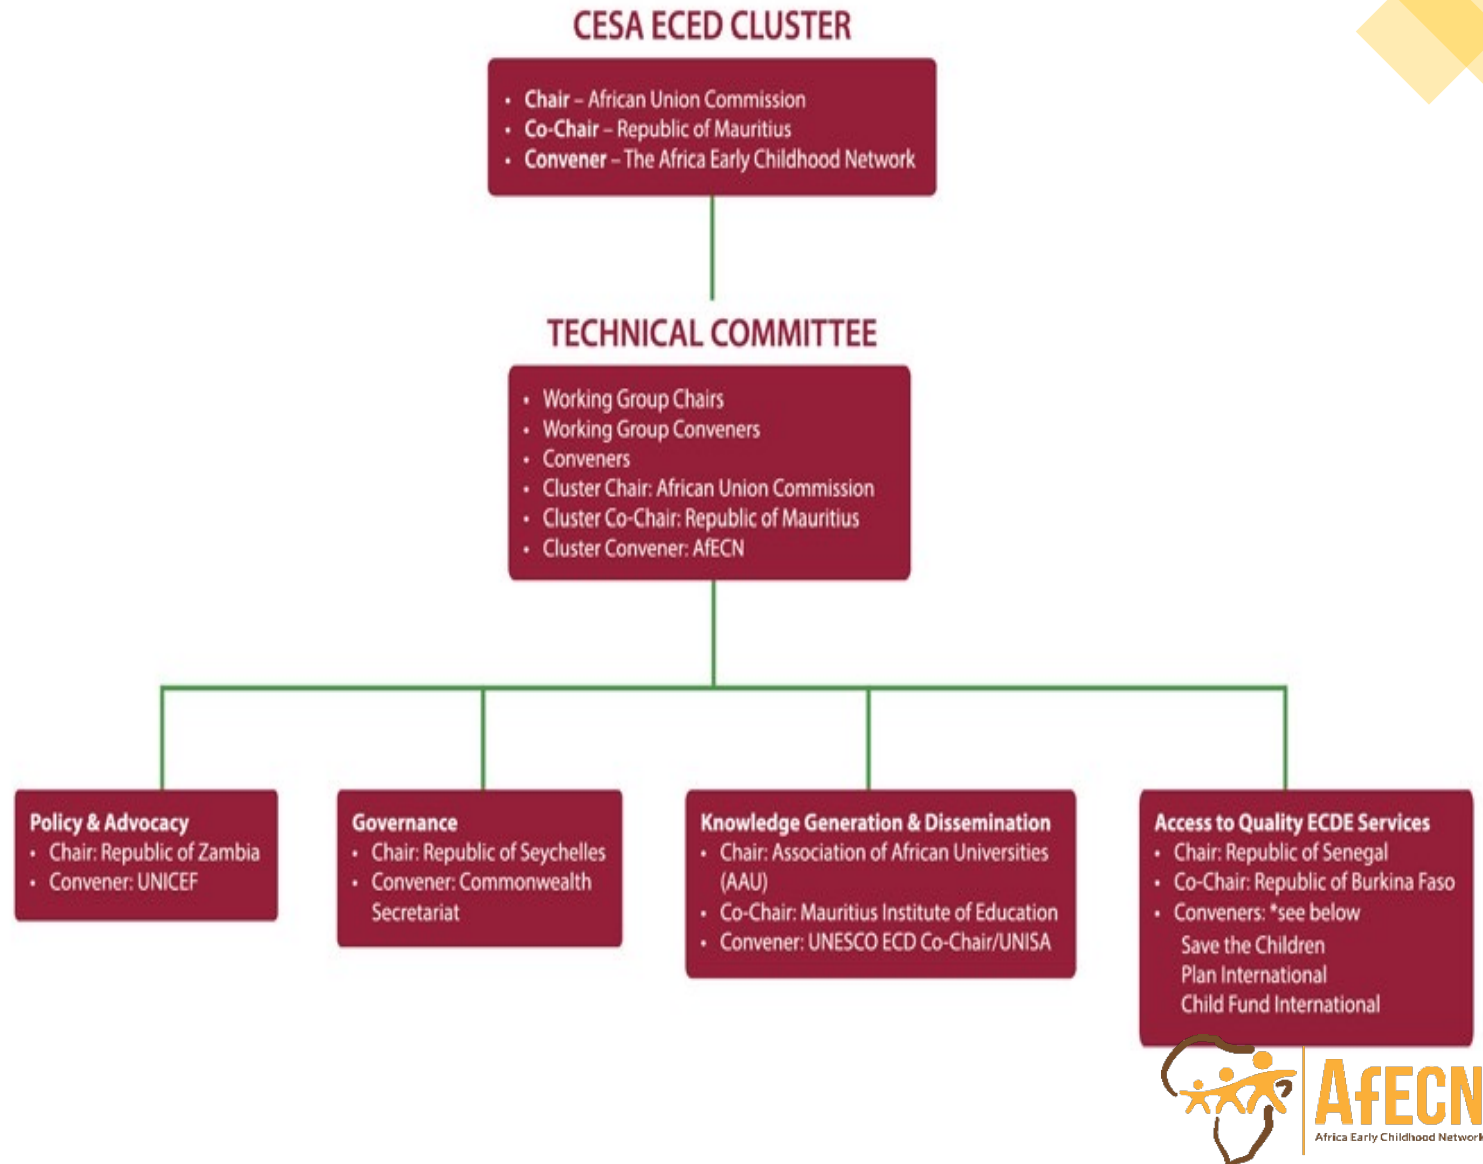 CESA ECED CLUSTER
• Chair – African Union Commission
• Co-Chair – Republic of Mauritius
• Convener – The Africa Early Childhood Network
TECHNICAL COMMITTEE
• Working Group Chairs
• Working Group Conveners
• Conveners
• Cluster Chair: African Union Commission
• Cluster Co-Chair: Republic of Mauritius
• Cluster Convener: AfECN
Policy & Advocacy
• Chair: Republic of Zambia
• Convener: UNICEF
Governance
• Chair: Republic of Seychelles
• Convener: Commonwealth
Secretariat
Knowledge Generation & Dissemination
• Chair: Association of African Universities
(AAU)
• Co-Chair: Mauritius Institute of Education
• Convener: UNESCO ECD Co-Chair/UNISA
Access to Quality ECDE Services
• Chair: Republic of Senegal
• Co-Chair: Republic of Burkina Faso
• Conveners: *see below
Save the Children
Plan International
Child Fund International
AfECN
Africa Early Childhood Network